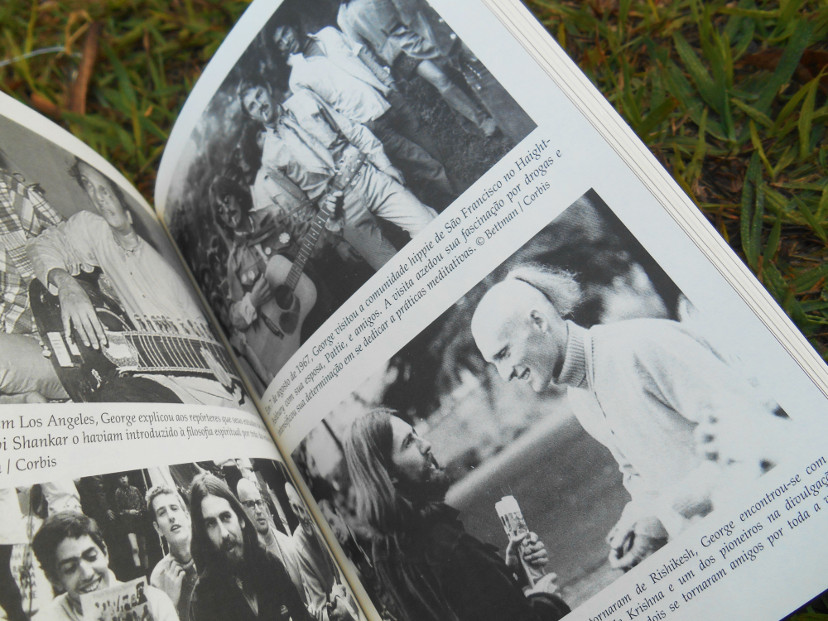 m Los Angeles, George explicou aos repórteres que
vi Shankar o haviam introduzido à filosofia espiritual por
/ Corbis
de agosto de 1967, George visitou a comunidade hippie de São Francisco no Haight-
com sua esposa, Pattie, e amigos. A visita azedou sua fascinação por drogas e
sua determinação em se dedicar a práticas meditativas. © Bettman / Corbis
tornaram de Rishikesh, George encontrou-se com
Krishna e um dos pioneiros na divulgaçã
dois se tornaram amigos por toda a